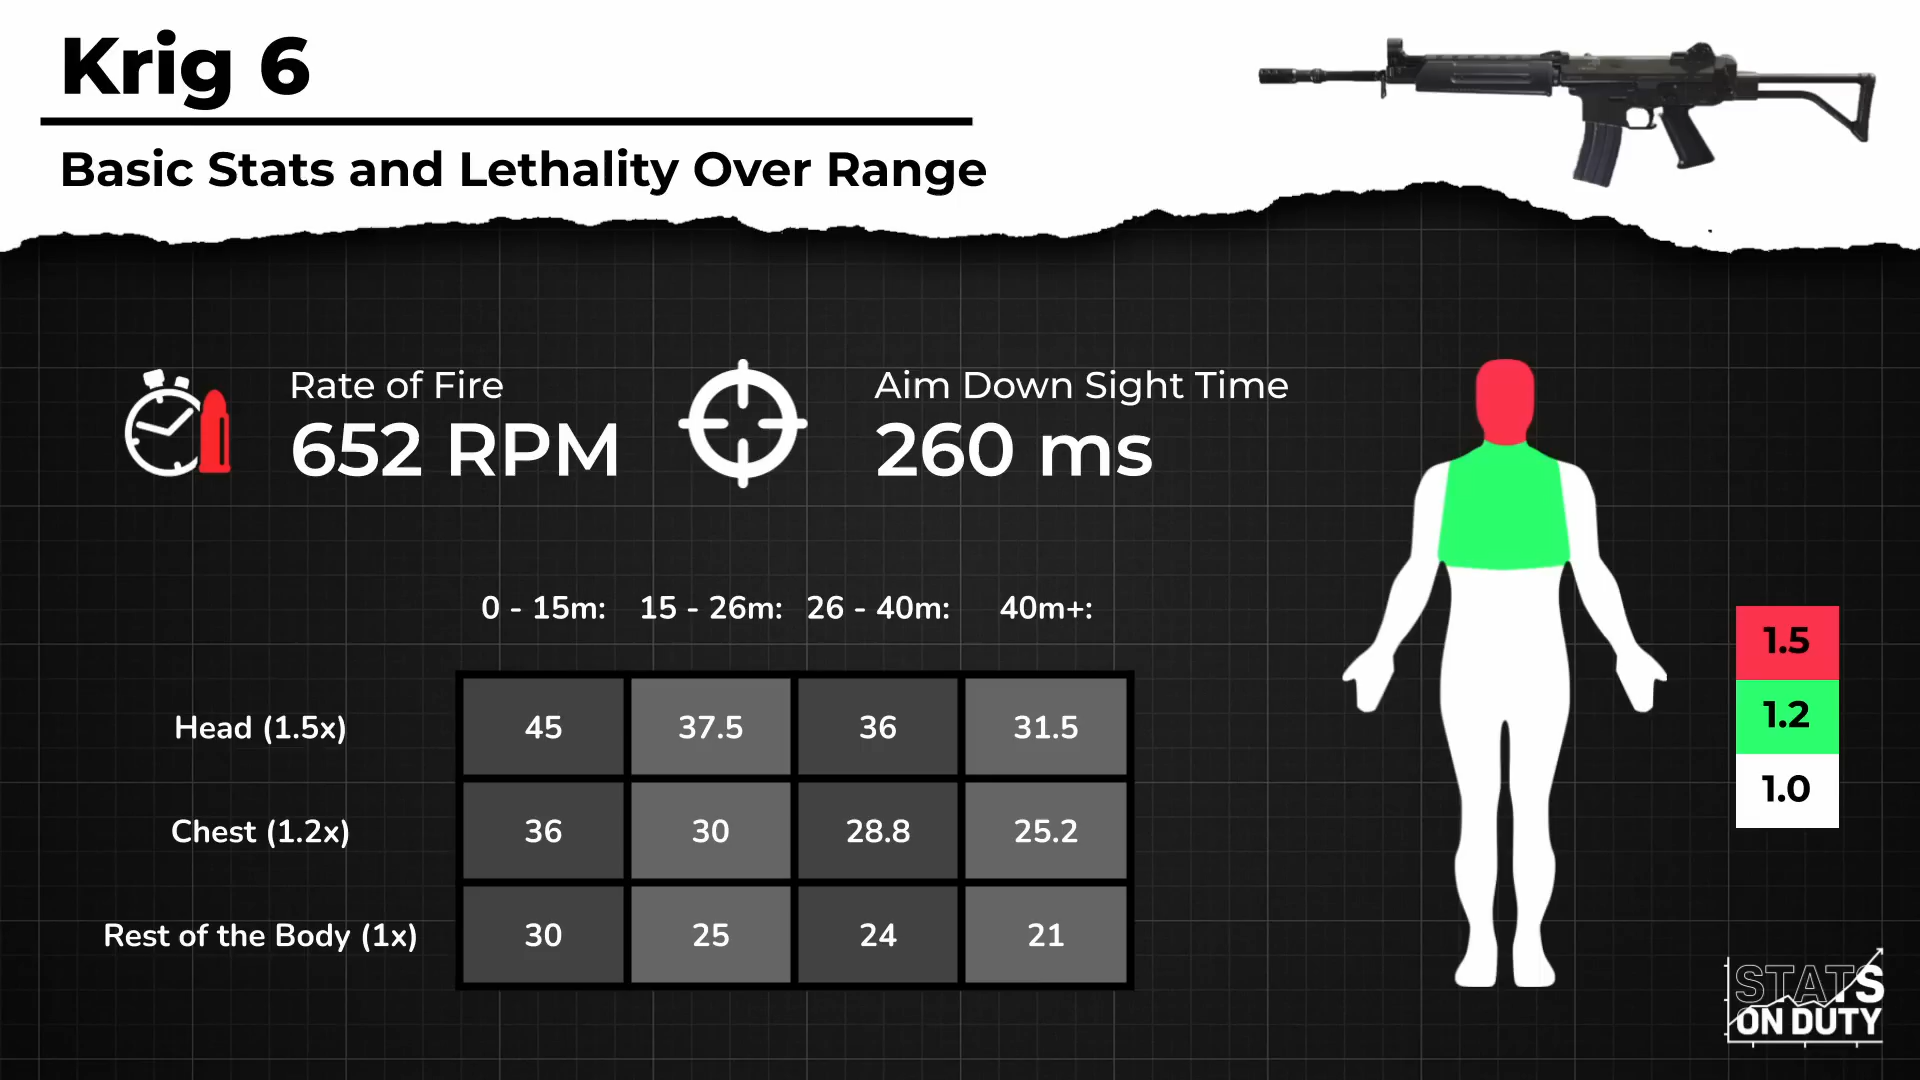 Krig 6
Basic Stats and Lethality Over Range
Rate of Fire
652 RPM
Aim Down Sight Time
260 ms
0 - 15m: 15 - 26m: 26 - 40m: 40m+:
Head (1.5x) 45 37.5 36 31.5
Chest (1.2x) 36 30 28.8 25.2
Rest of the Body (1x) 30 25 24 21
1.5
1.2
1.0
STATS
ON DUTY